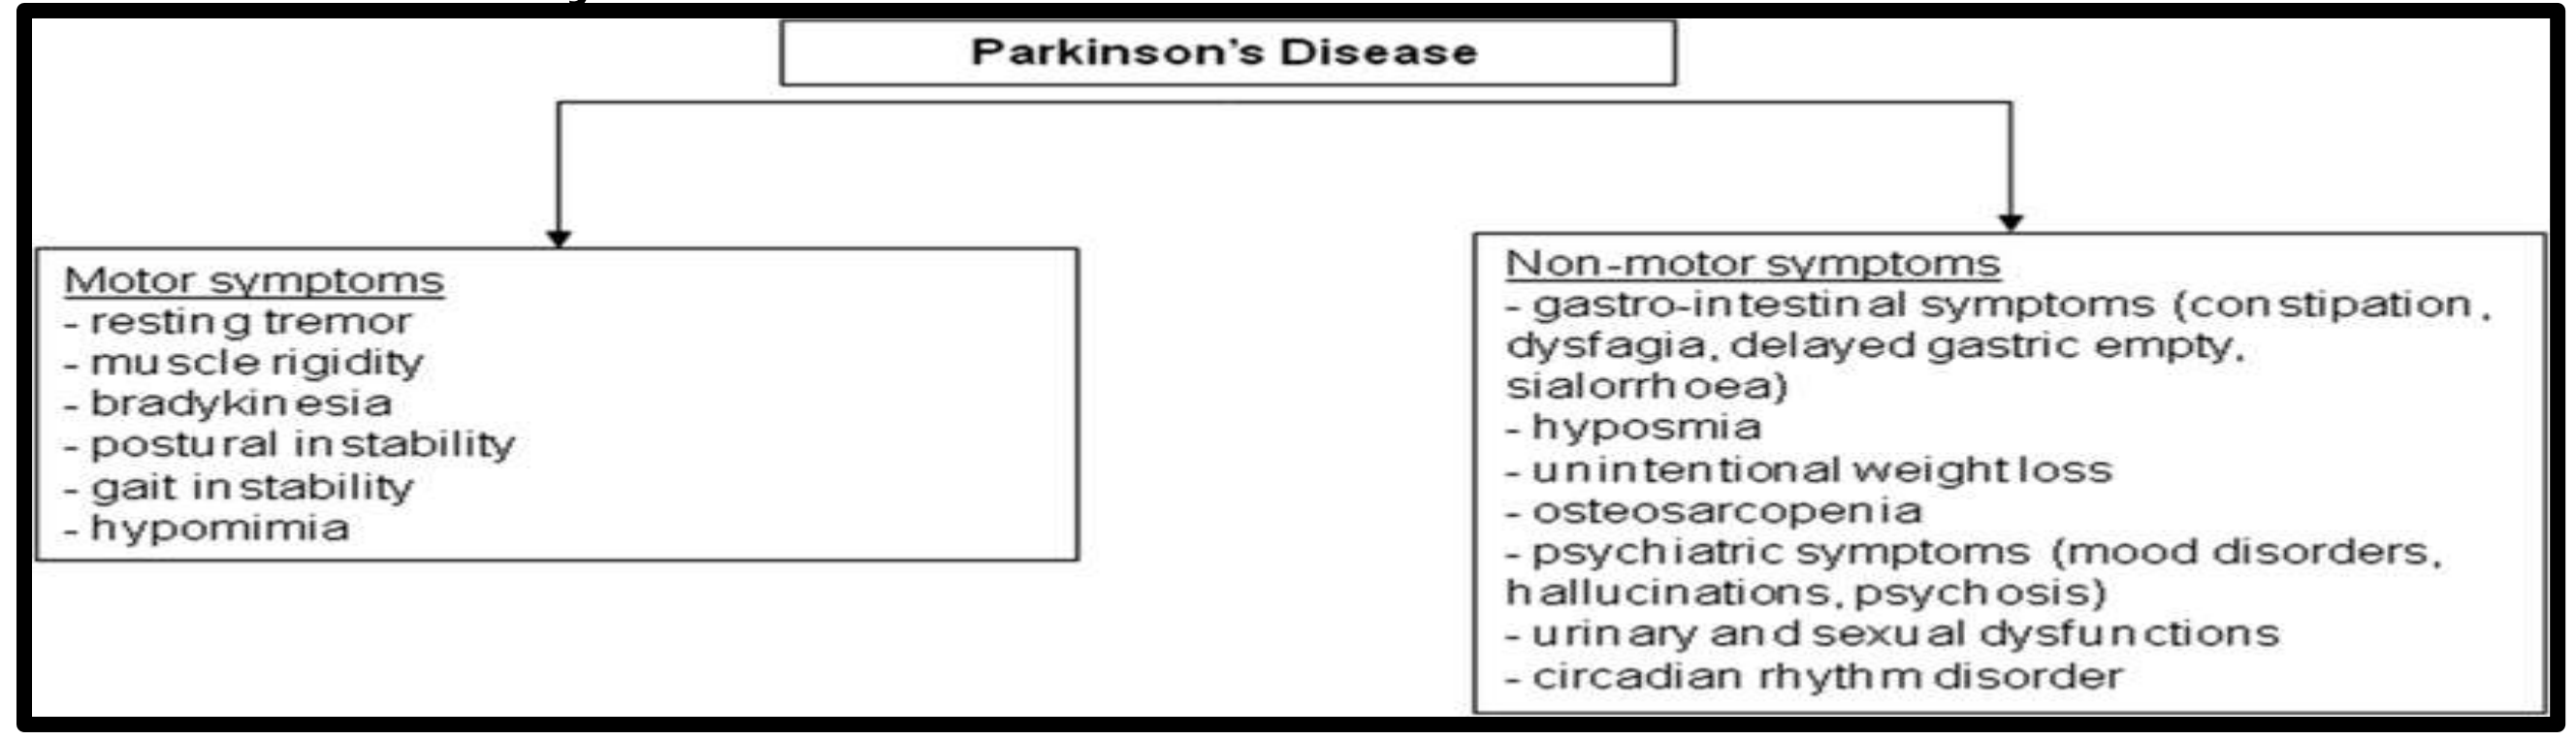 Parkinson's Disease
Motor symptoms
- resting tremor
- muscle rigidity
- bradykinesia
- postural instability
- gait instability
- hypomimia
Non-motor symptoms
- gastro-intestinal symptoms (constipation,
dysfagia, delayed gastric empty,
sialorrhoea)
- hyposmia
- unintentional weight loss
- osteosarcopenia
- psychiatric symptoms (mood disorders,
hallucinations, psychosis)
- urinary and sexual dysfunctions
- circadian rhythm disorder